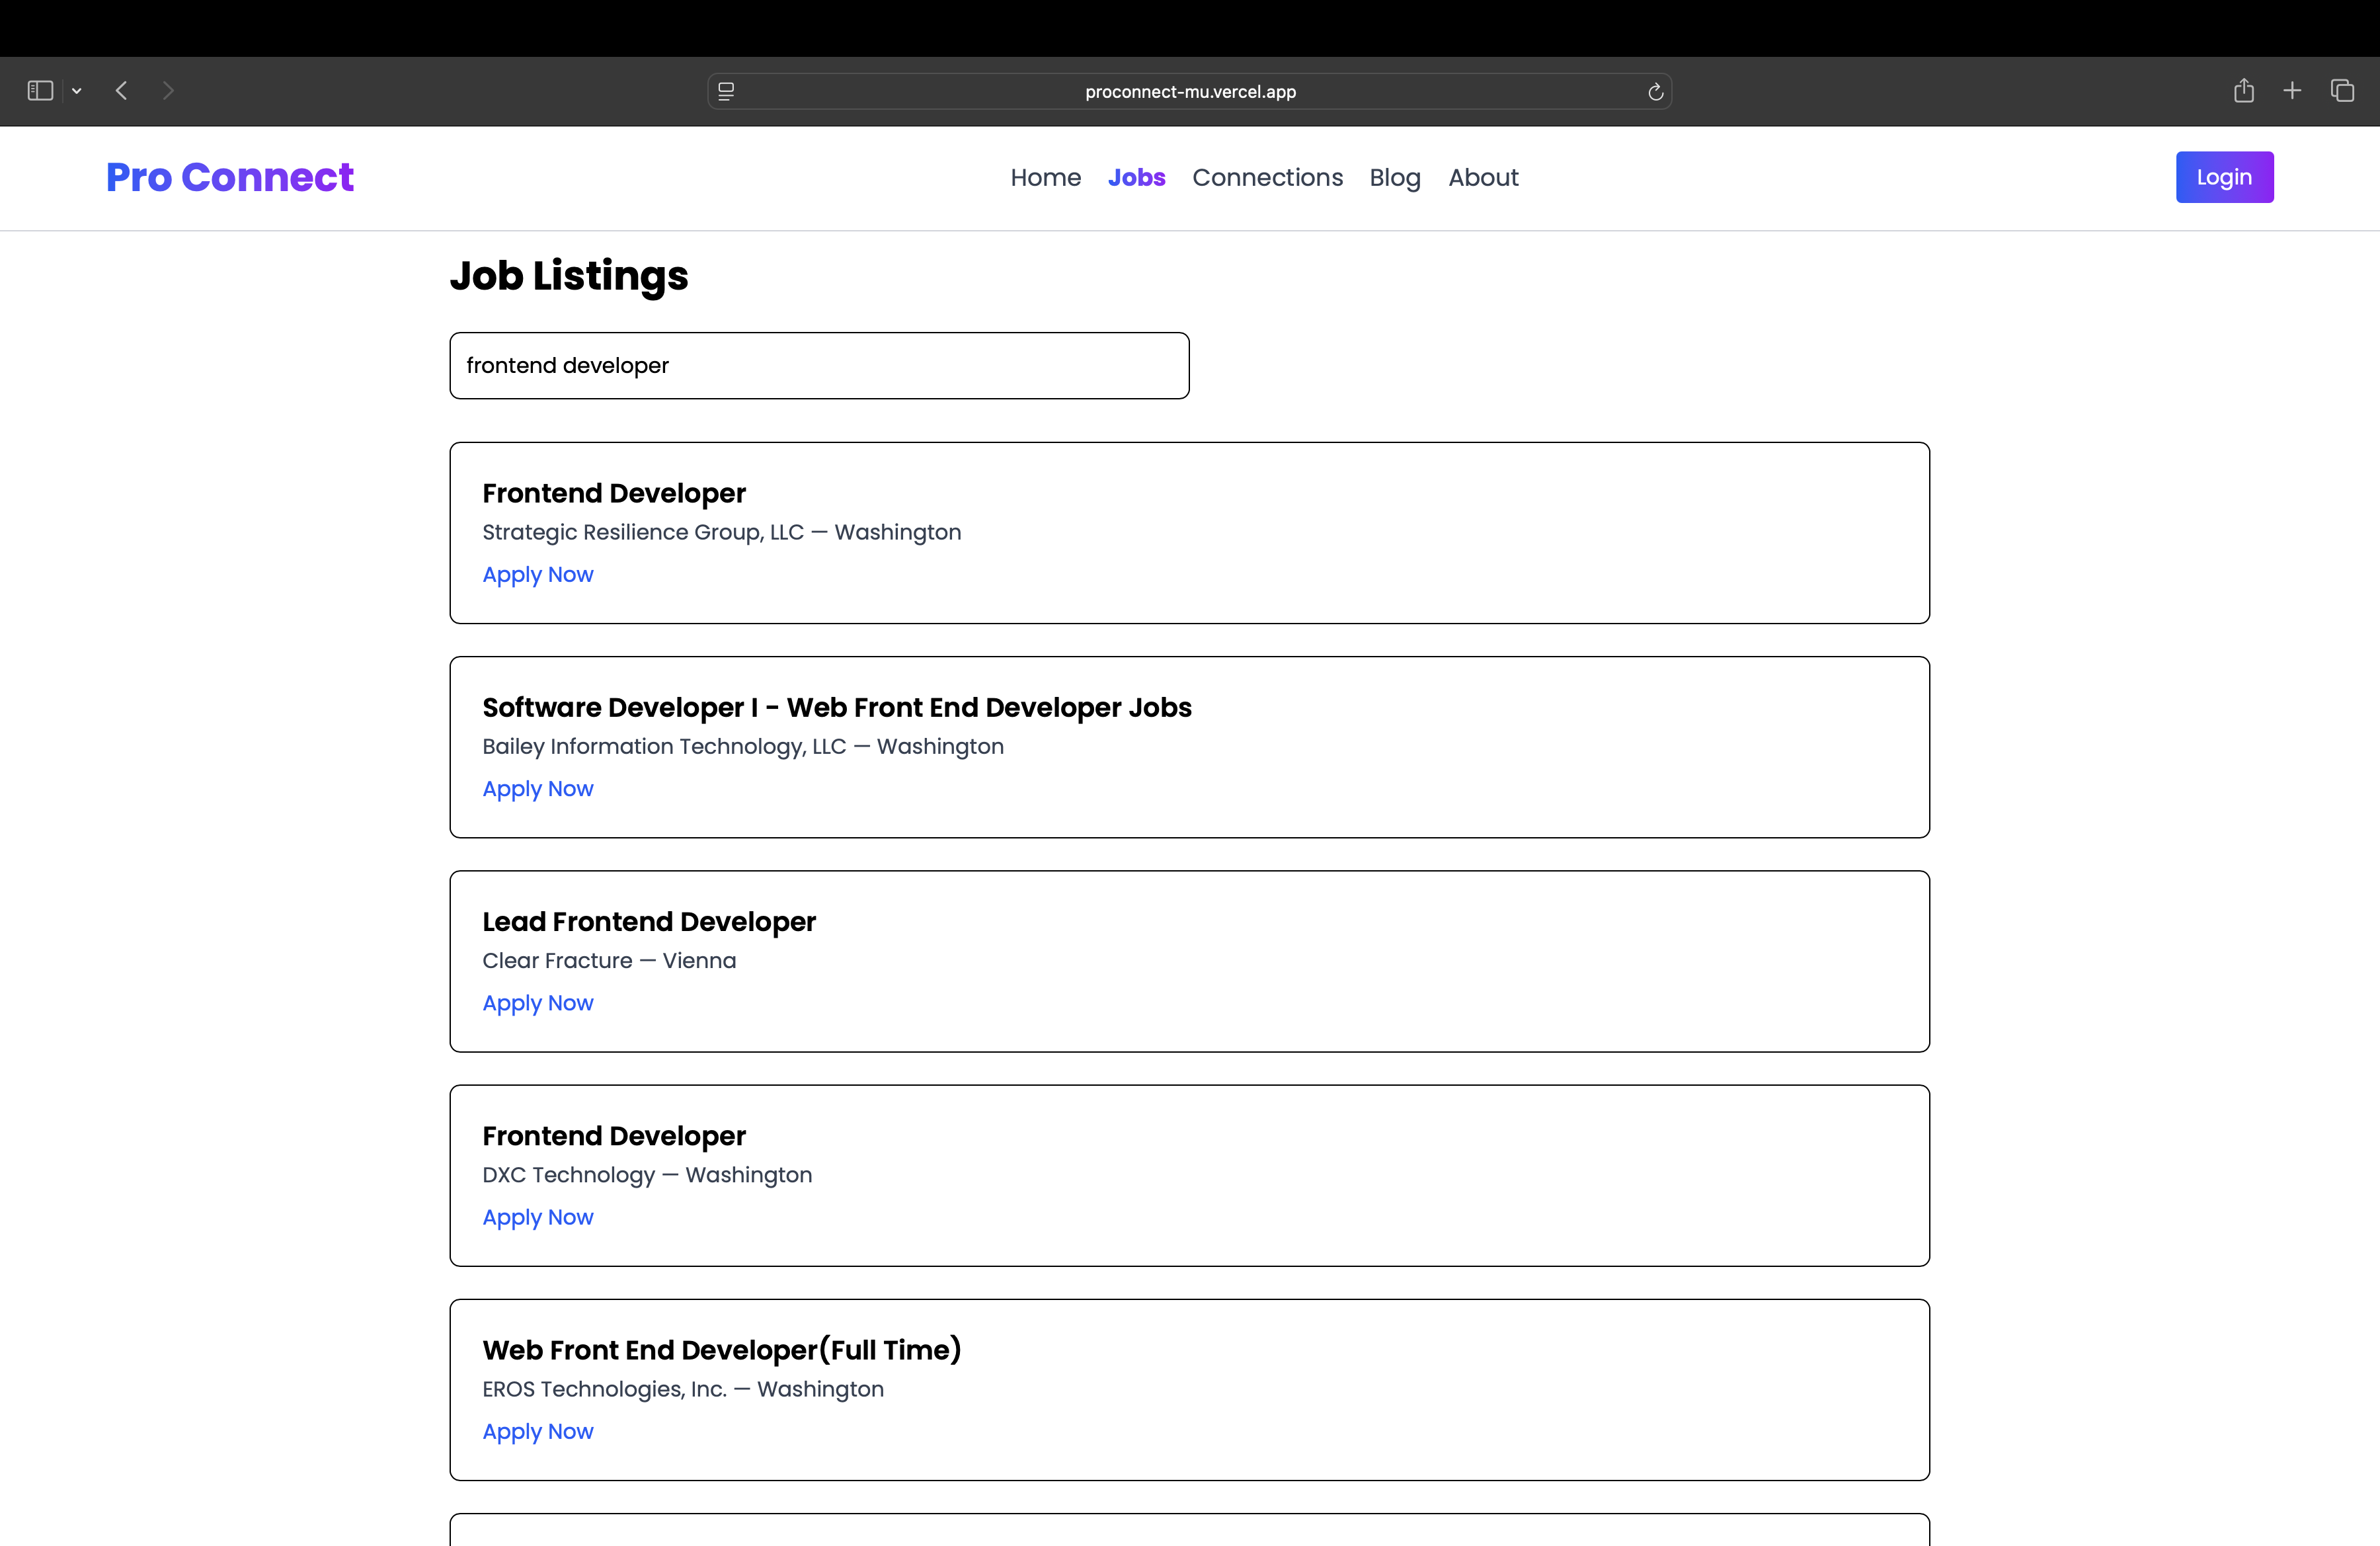 proconnect-mu.vercel.app
Pro Connect
Home Jobs Connections Blog About
Login
Job Listings
frontend developer
Frontend Developer
Strategic Resilience Group, LLC — Washington
Apply Now
Software Developer I - Web Front End Developer Jobs
Bailey Information Technology, LLC — Washington
Apply Now
Lead Frontend Developer
Clear Fracture — Vienna
Apply Now
Frontend Developer
DXC Technology — Washington
Apply Now
Web Front End Developer(Full Time)
EROS Technologies, Inc. — Washington
Apply Now